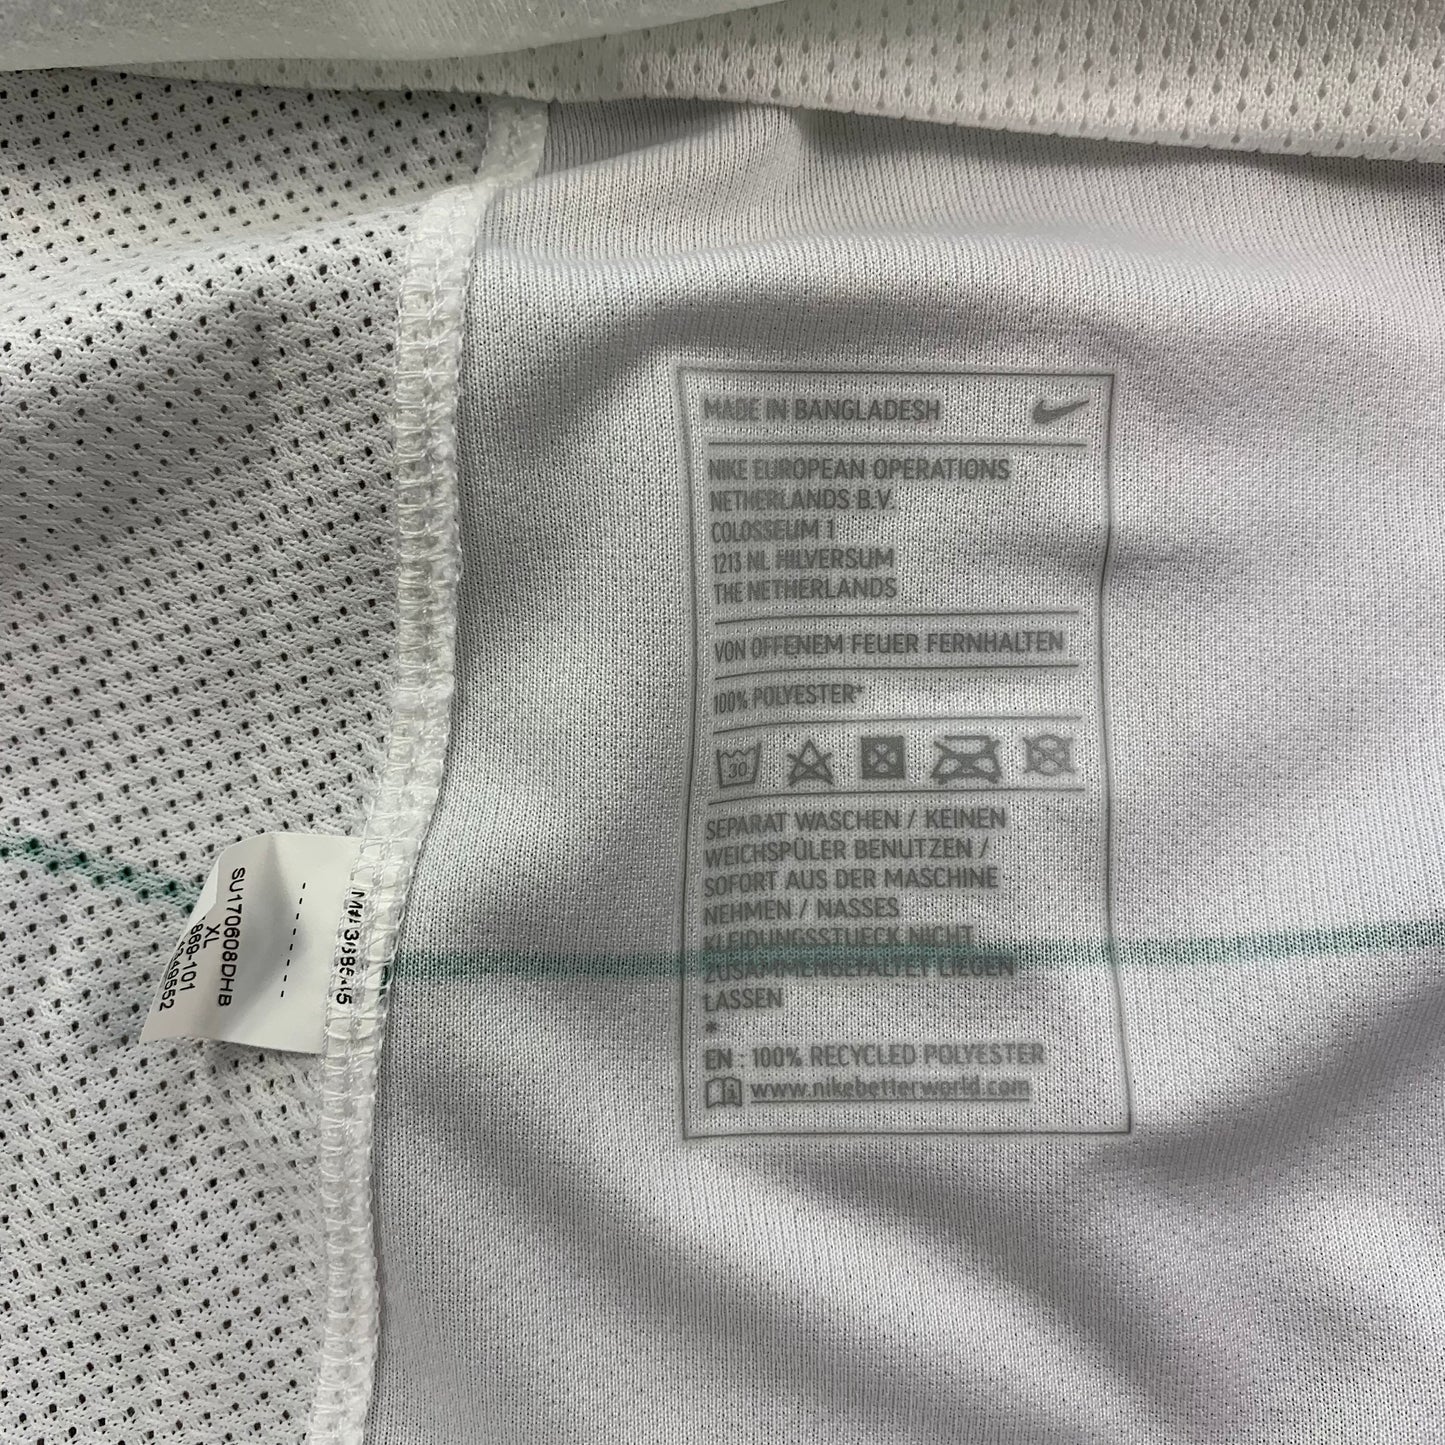 MADE IN BANGLADESH
NIKE EUROPEAN OPERATIONS
NETHERLANDS B.V.
COLOSSEUM 1
1213 NL HILVERSUM
THE NETHERLANDS
VON OFFENEM FEUER FERNHALTEN
100% POLYESTER*
30
SEPARAT WASCHEN / KEINEN
WEICHSPÜLER BENUTZEN /
SOFORT AUS DER MASCHINE
NEHMEN / NASSES
KLEIDUNGSSTUECK NICHT
ZUSAMMENGEFALTET LIEGEN
LASSEN
*
EN : 100% RECYCLED POLYESTER
www.nikebetterworld.com
SU170608DHB
XL